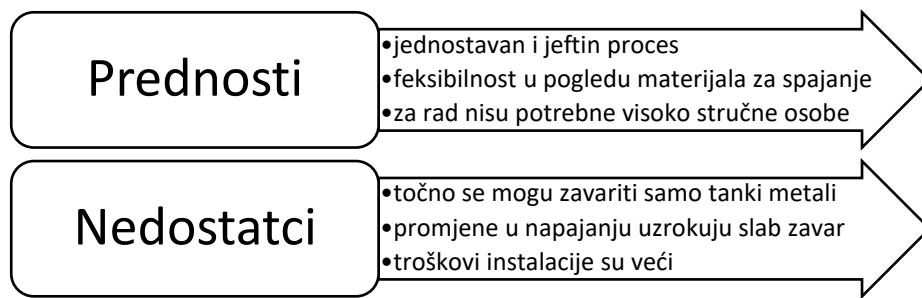 Prednosti
•jednostavan i jeftin proces
•feksibilnost u pogledu materijala za spajanje
•za rad nisu potrebne visoko stručne osobe
Nedostatci
•točno se mogu zavariti samo tanki metali
•promjene u napajanju uzrokuju slab zavar
•troškovi instalacije su veći